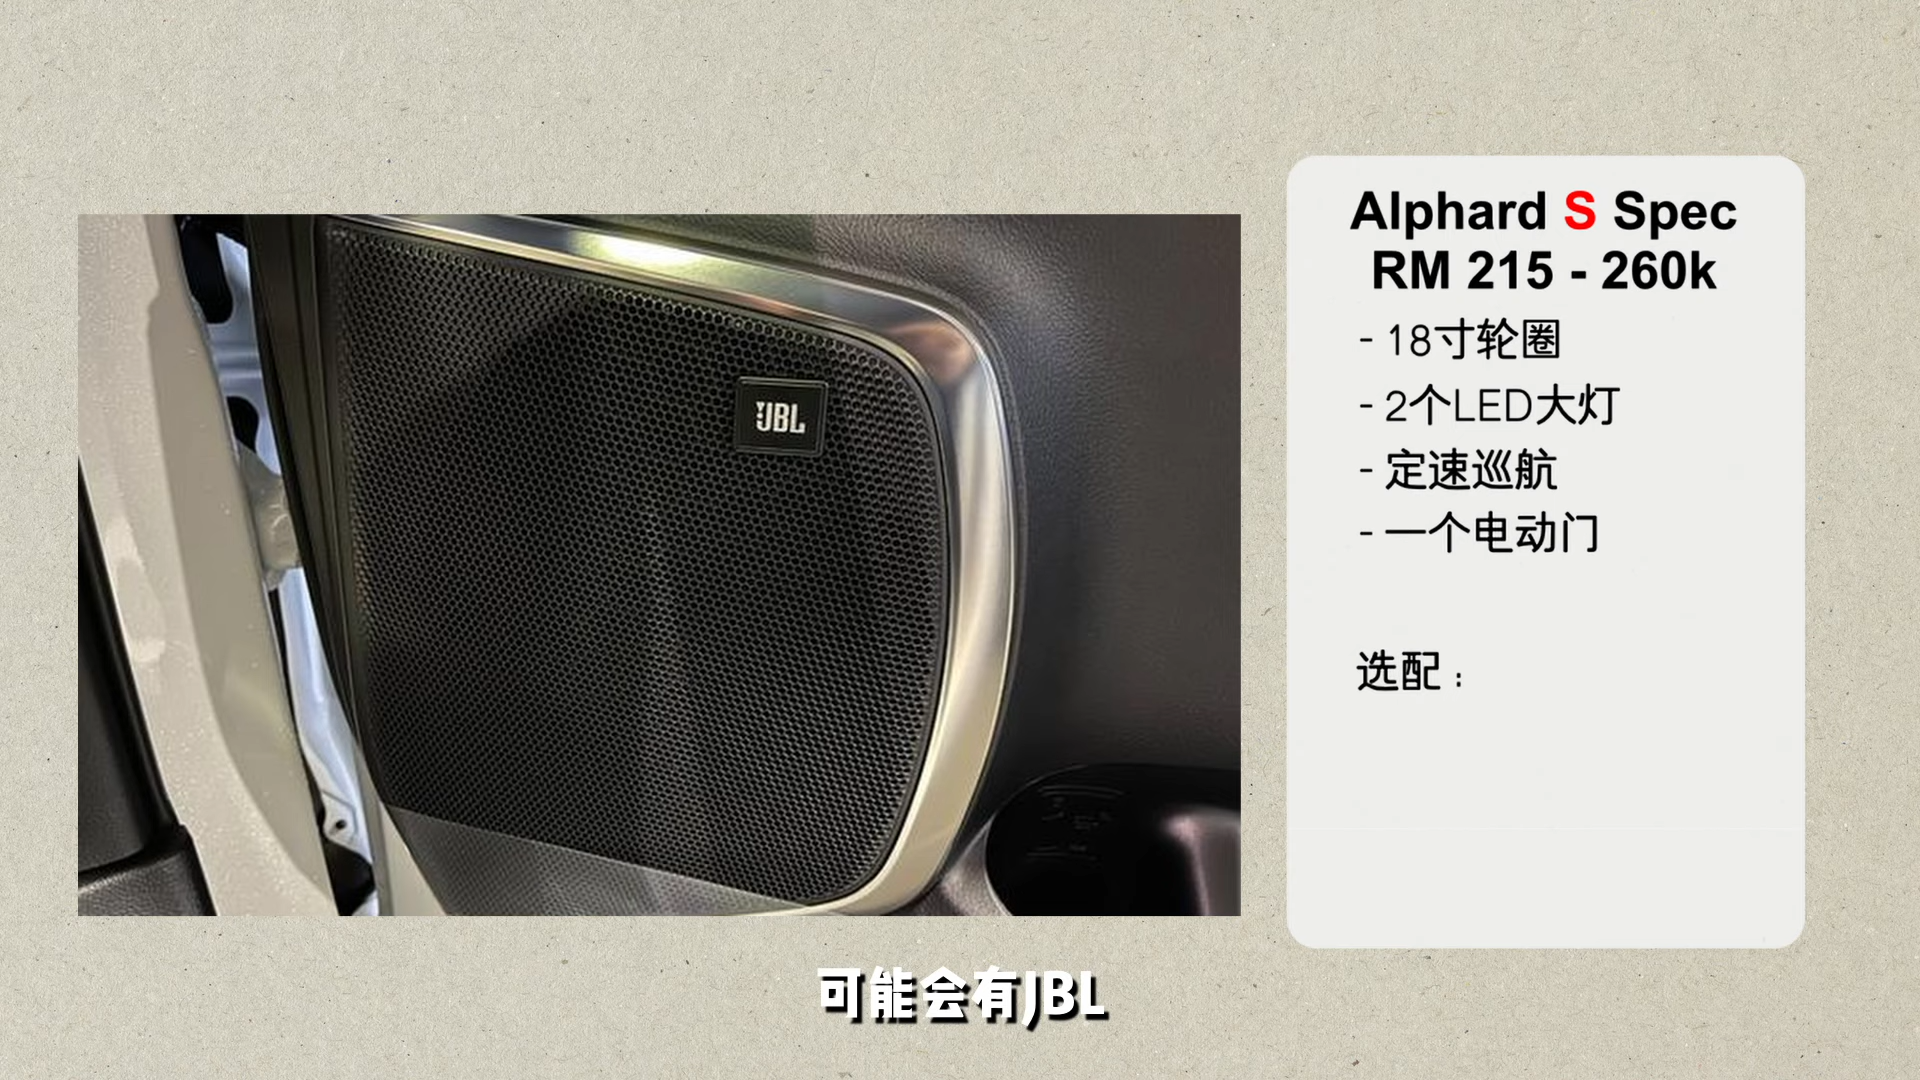 Alphard S Spec
RM 215 - 260k
- 18寸轮圈
- 2个LED大灯
- 定速巡航
- 一个电动门
选配：
JBL
可能会有JBL